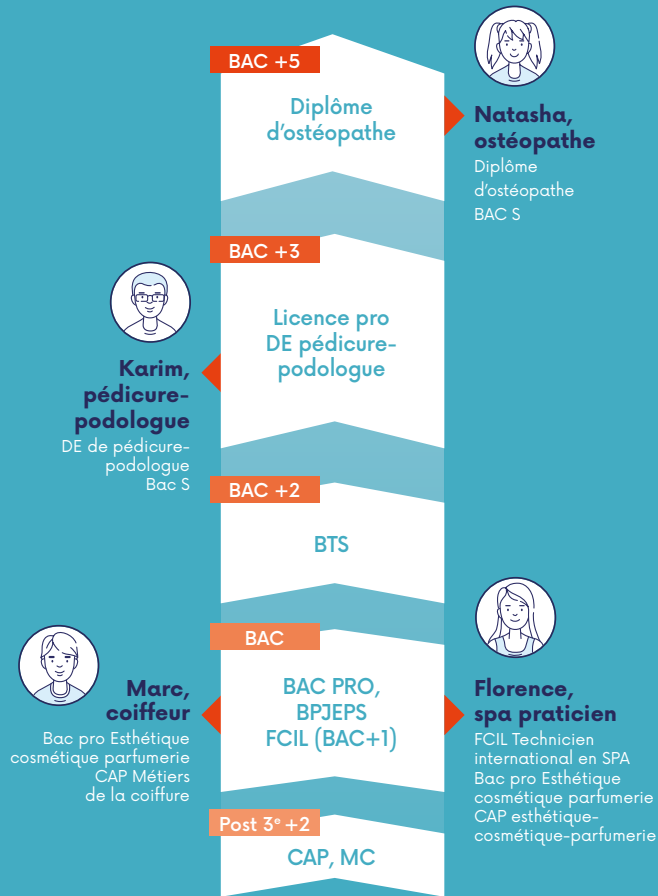 BAC +5
Diplôme
d'ostéopathe
Natasha,
ostéopathe
Diplôme
d'ostéopathe
BAC S
BAC +3
Licence pro
DE pédicure-
podologue
Karim,
pédicure-
podologue
DE de pédicure-
podologue
Bac S
BAC +2
BTS
BAC
BAC PRO,
BPJEPS
FCIL (BAC+1)
Marc,
coiffeur
Bac pro Esthétique
cosmétique parfumerie
CAP Métiers
de la coiffure
Florence,
spa praticien
FCIL Technicien
international en SPA
Bac pro Esthétique
cosmétique parfumerie
CAP esthétique-
cosmétique-parfumerie
Post 3ᵉ +2
CAP, MC